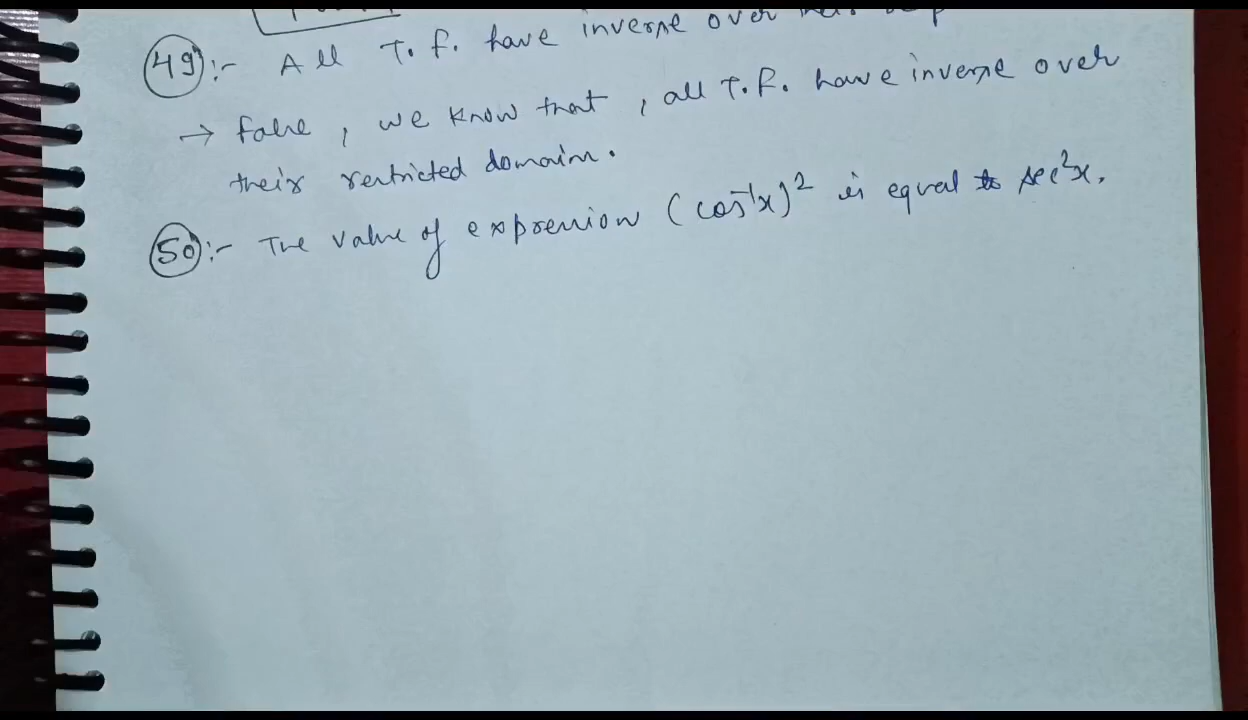 49:- All T.F. have inverse over their
→ false, we know that, all T.F. have inverse over
their restricted domain.
50:- The value of expression (cos⁻¹x)² is equal to sec²x.